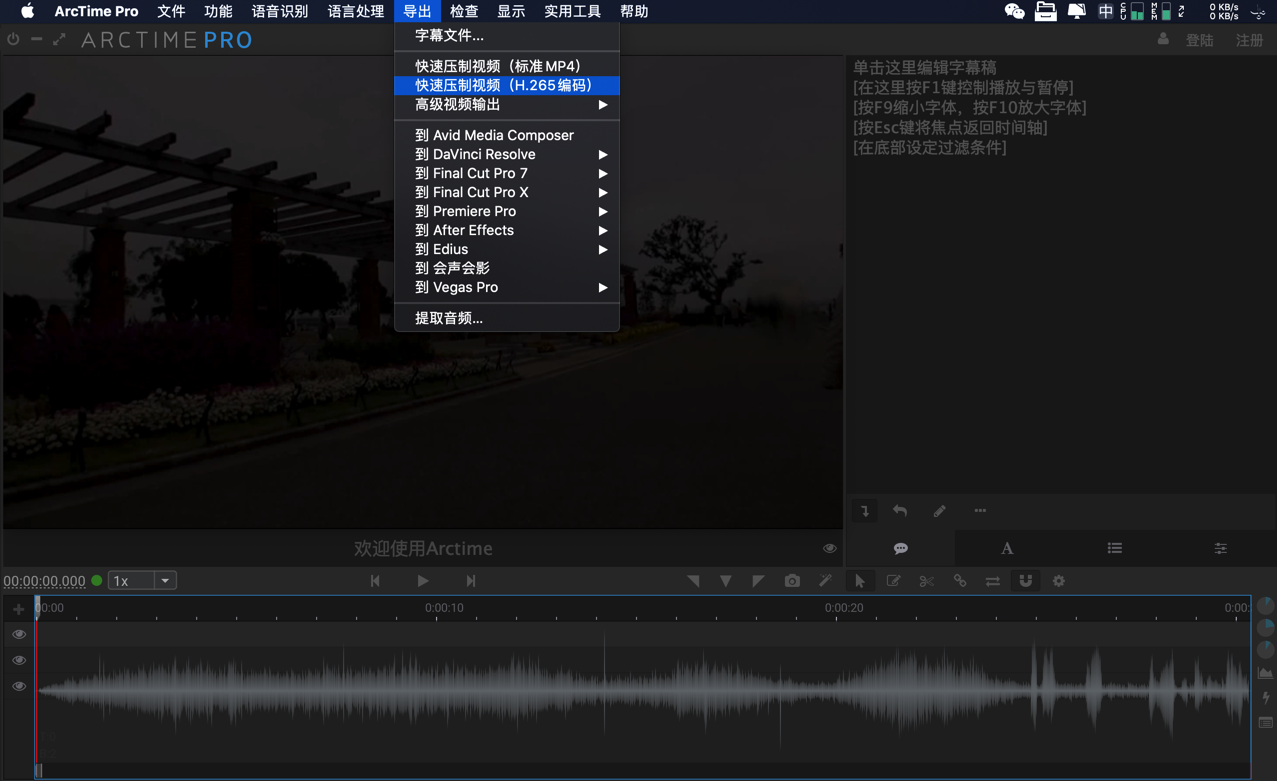 ArcTime Pro 文件 功能 语音识别 语言处理 导出 检查 显示 实用工具 帮助 中 CPU MEM 0 KB/s
0 KB/s
ARCTIME PRO 登陆 注册
字幕文件...
快速压制视频（标准MP4）
快速压制视频（H.265编码）
高级视频输出
到 Avid Media Composer
到 DaVinci Resolve
到 Final Cut Pro 7
到 Final Cut Pro X
到 Premiere Pro
到 After Effects
到 Edius
到 会声会影
到 Vegas Pro
提取音频...
单击这里编辑字幕稿
[在这里按F1键控制播放与暂停]
[按F9缩小字体，按F10放大字体]
[按Esc键将焦点返回时间轴]
[在底部设定过滤条件]
欢迎使用Arctime
A
00:00:00.000 1x
00:00 0:00:10 0:00:20 0:00: